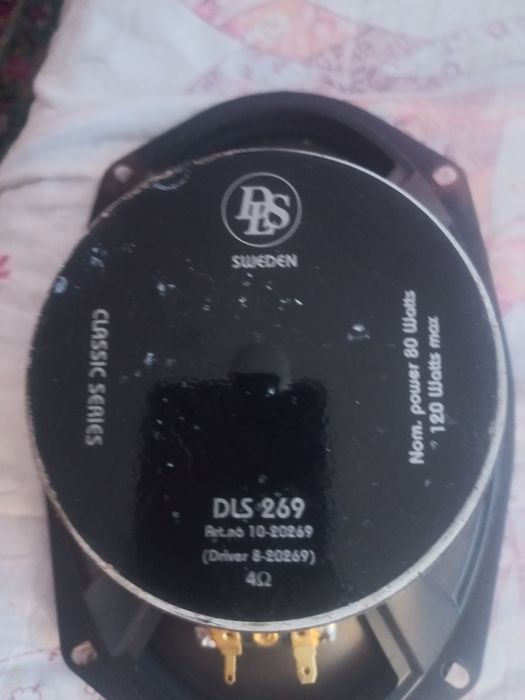 DLS
SWEDEN
CLASSIC SERIES
Nom. power 80 Watts
120 Watts max
DLS 269
Art.no 10-20269
(Driver 8-20269)
4Ω